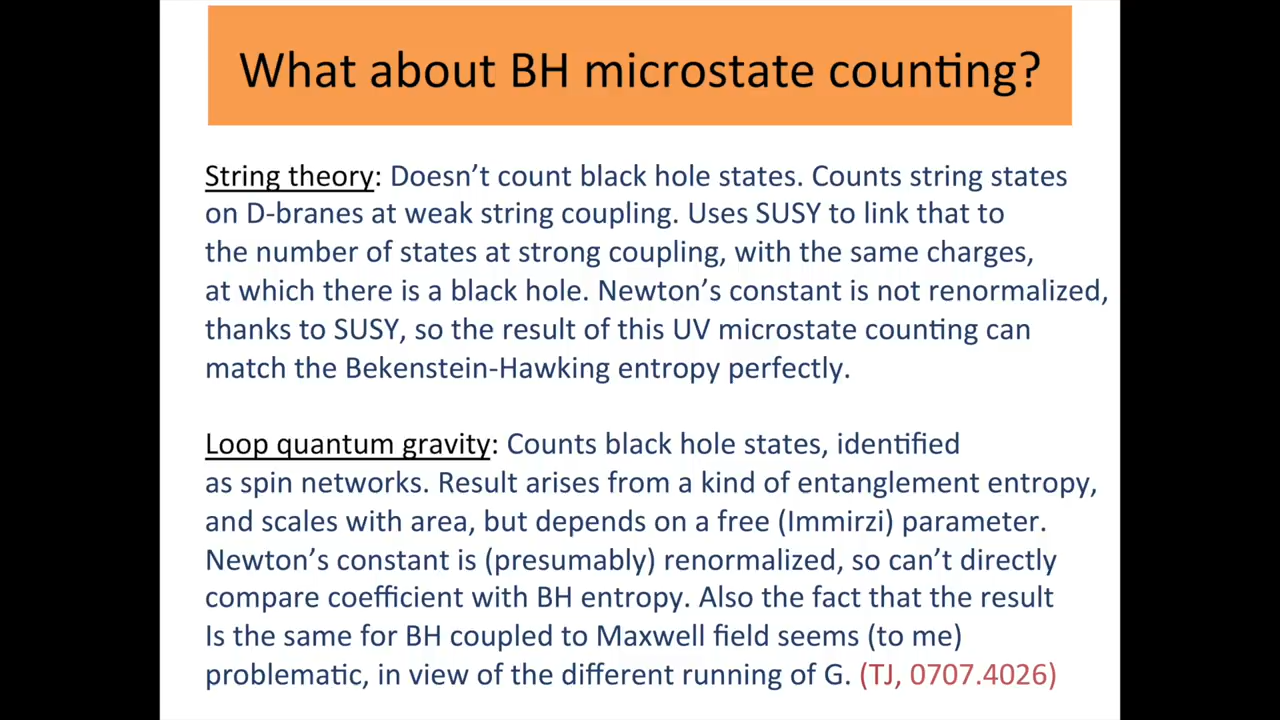 What about BH microstate counting?
String theory: Doesn’t count black hole states. Counts string states
on D-branes at weak string coupling. Uses SUSY to link that to
the number of states at strong coupling, with the same charges,
at which there is a black hole. Newton’s constant is not renormalized,
thanks to SUSY, so the result of this UV microstate counting can
match the Bekenstein-Hawking entropy perfectly.
Loop quantum gravity: Counts black hole states, identified
as spin networks. Result arises from a kind of entanglement entropy,
and scales with area, but depends on a free (Immirzi) parameter.
Newton’s constant is (presumably) renormalized, so can’t directly
compare coefficient with BH entropy. Also the fact that the result
Is the same for BH coupled to Maxwell field seems (to me)
problematic, in view of the different running of G. (TJ, 0707.4026)